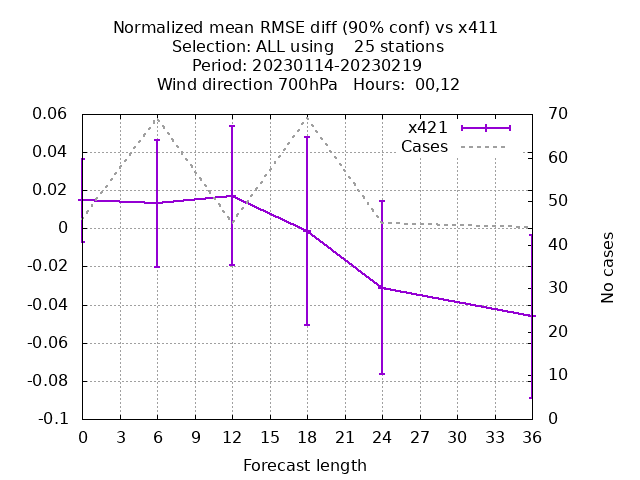 Normalized mean RMSE diff (90% conf) vs x411
Selection: ALL using    25 stations
Period: 20230114-20230219
Wind direction 700hPa   Hours:  00,12
0.06
0.04
0.02
0
-0.02
-0.04
-0.06
-0.08
-0.1
x421
Cases
70
60
50
40
30
20
10
0
No cases
0 3 6 9 12 15 18 21 24 27 30 33 36
Forecast length